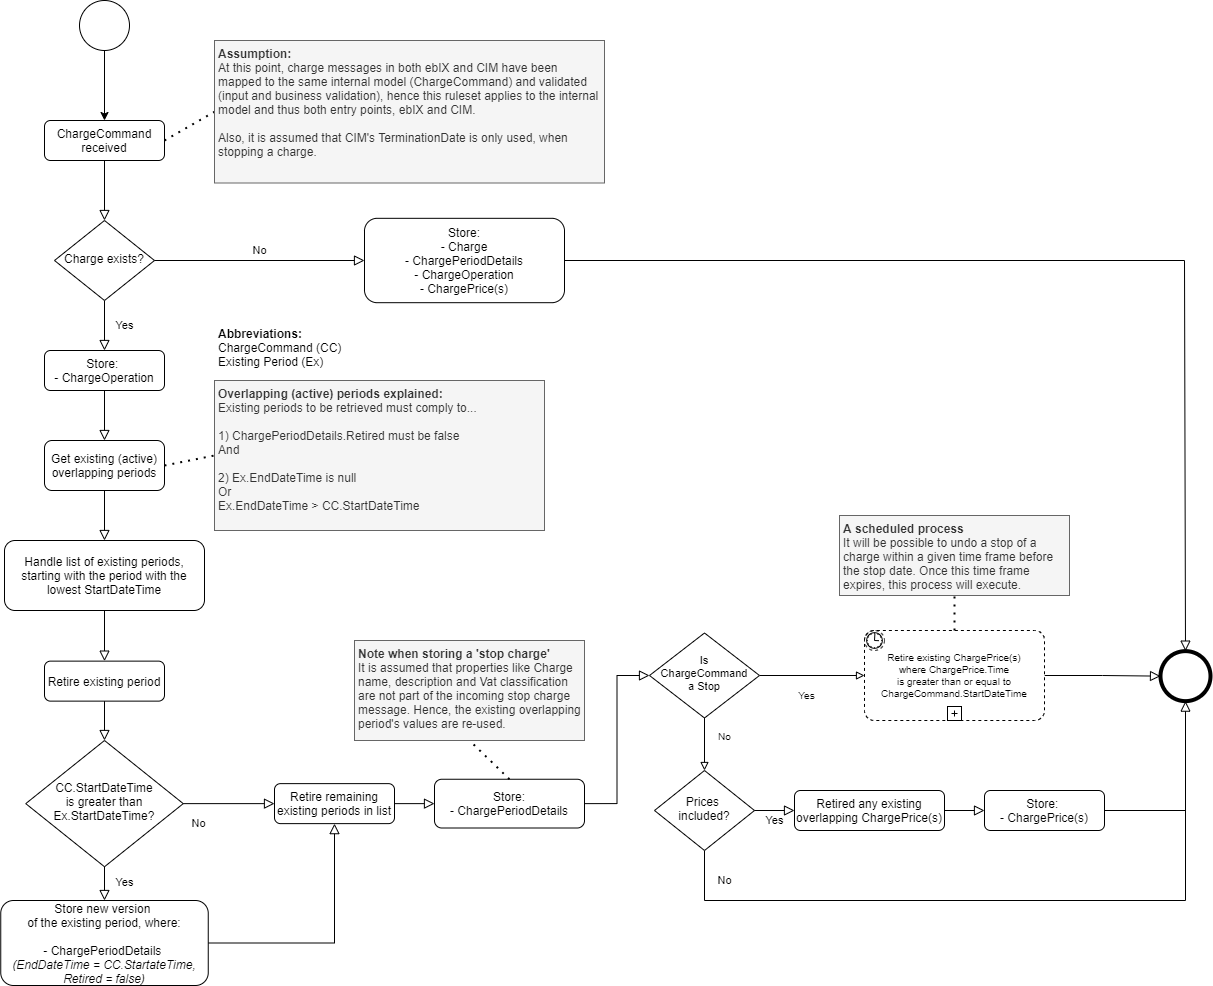 Assumption:
At this point, charge messages in both ebIX and CIM have been
mapped to the same internal model (ChargeCommand) and validated
(input and business validation), hence this ruleset applies to the internal
model and thus both entry points, ebIX and CIM.
Also, it is assumed that CIM's TerminationDate is only used, when
stopping a charge.
ChargeCommand
received
Charge exists?
No
Store:
- Charge
- ChargePeriodDetails
- ChargeOperation
- ChargePrice(s)
Yes
Store:
- ChargeOperation
Abbreviations:
ChargeCommand (CC)
Existing Period (Ex)
Get existing (active)
overlapping periods
Overlapping (active) periods explained:
Existing periods to be retrieved must comply to...
1) ChargePeriodDetails.Retired must be false
And
2) Ex.EndDateTime is null
Or
Ex.EndDateTime > CC.StartDateTime
Handle list of existing periods,
starting with the period with the
lowest StartDateTime
Retire existing period
CC.StartDateTime
is greater than
Ex.StartDateTime?
No
Yes
Store new version
of the existing period, where:
- ChargePeriodDetails
(EndDateTime = CC.StartateTime,
Retired = false)
Retire remaining
existing periods in list
Note when storing a 'stop charge'
It is assumed that properties like Charge
name, description and Vat classification
are not part of the incoming stop charge
message. Hence, the existing overlapping
period's values are re-used.
Store:
- ChargePeriodDetails
Is
ChargeCommand
a Stop
Yes
No
A scheduled process
It will be possible to undo a stop of a
charge within a given time frame before
the stop date. Once this time frame
expires, this process will execute.
Retire existing ChargePrice(s)
where ChargePrice.Time
is greater than or equal to
ChargeCommand.StartDateTime
Prices
included?
Yes
No
Retired any existing
overlapping ChargePrice(s)
Store:
- ChargePrice(s)